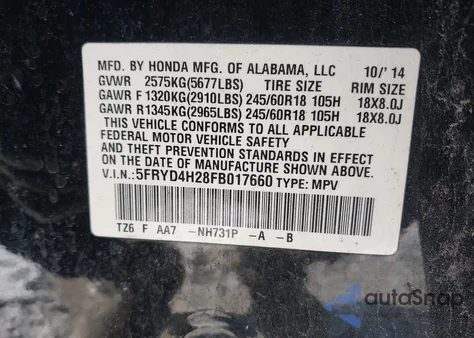 MFD. BY HONDA MFG. OF ALABAMA, LLC 10/'14
GVWR 2575KG(5677LBS) TIRE SIZE RIM SIZE
GAWR F 1320KG(2910LBS) 245/60R18 105H 18X8.0J
GAWR R 1345KG(2965LBS) 245/60R18 105H 18X8.0J
THIS VEHICLE CONFORMS TO ALL APPLICABLE
FEDERAL MOTOR VEHICLE SAFETY
AND THEFT PREVENTION STANDARDS IN EFFECT
ON THE DATE OF MANUFACTURE SHOWN ABOVE.
V.I.N.:5FRYD4H28FB017660 TYPE: MPV
TZ6 F AA7 -NH731P -A -B
autoSnap